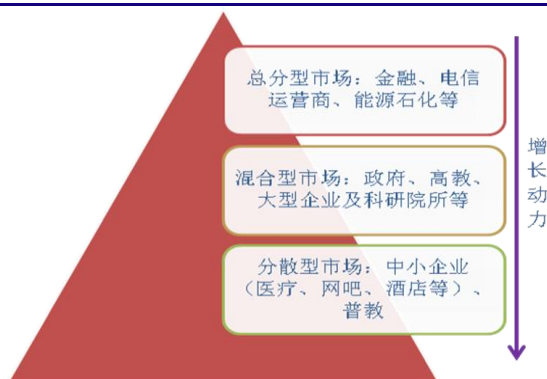 总分型市场：金融、电信
运营商、能源石化等
混合型市场：政府、高教、
大型企业及科研院所等
分散型市场：中小企业
（医疗、网吧、酒店等）、
普教
增
长
动
力